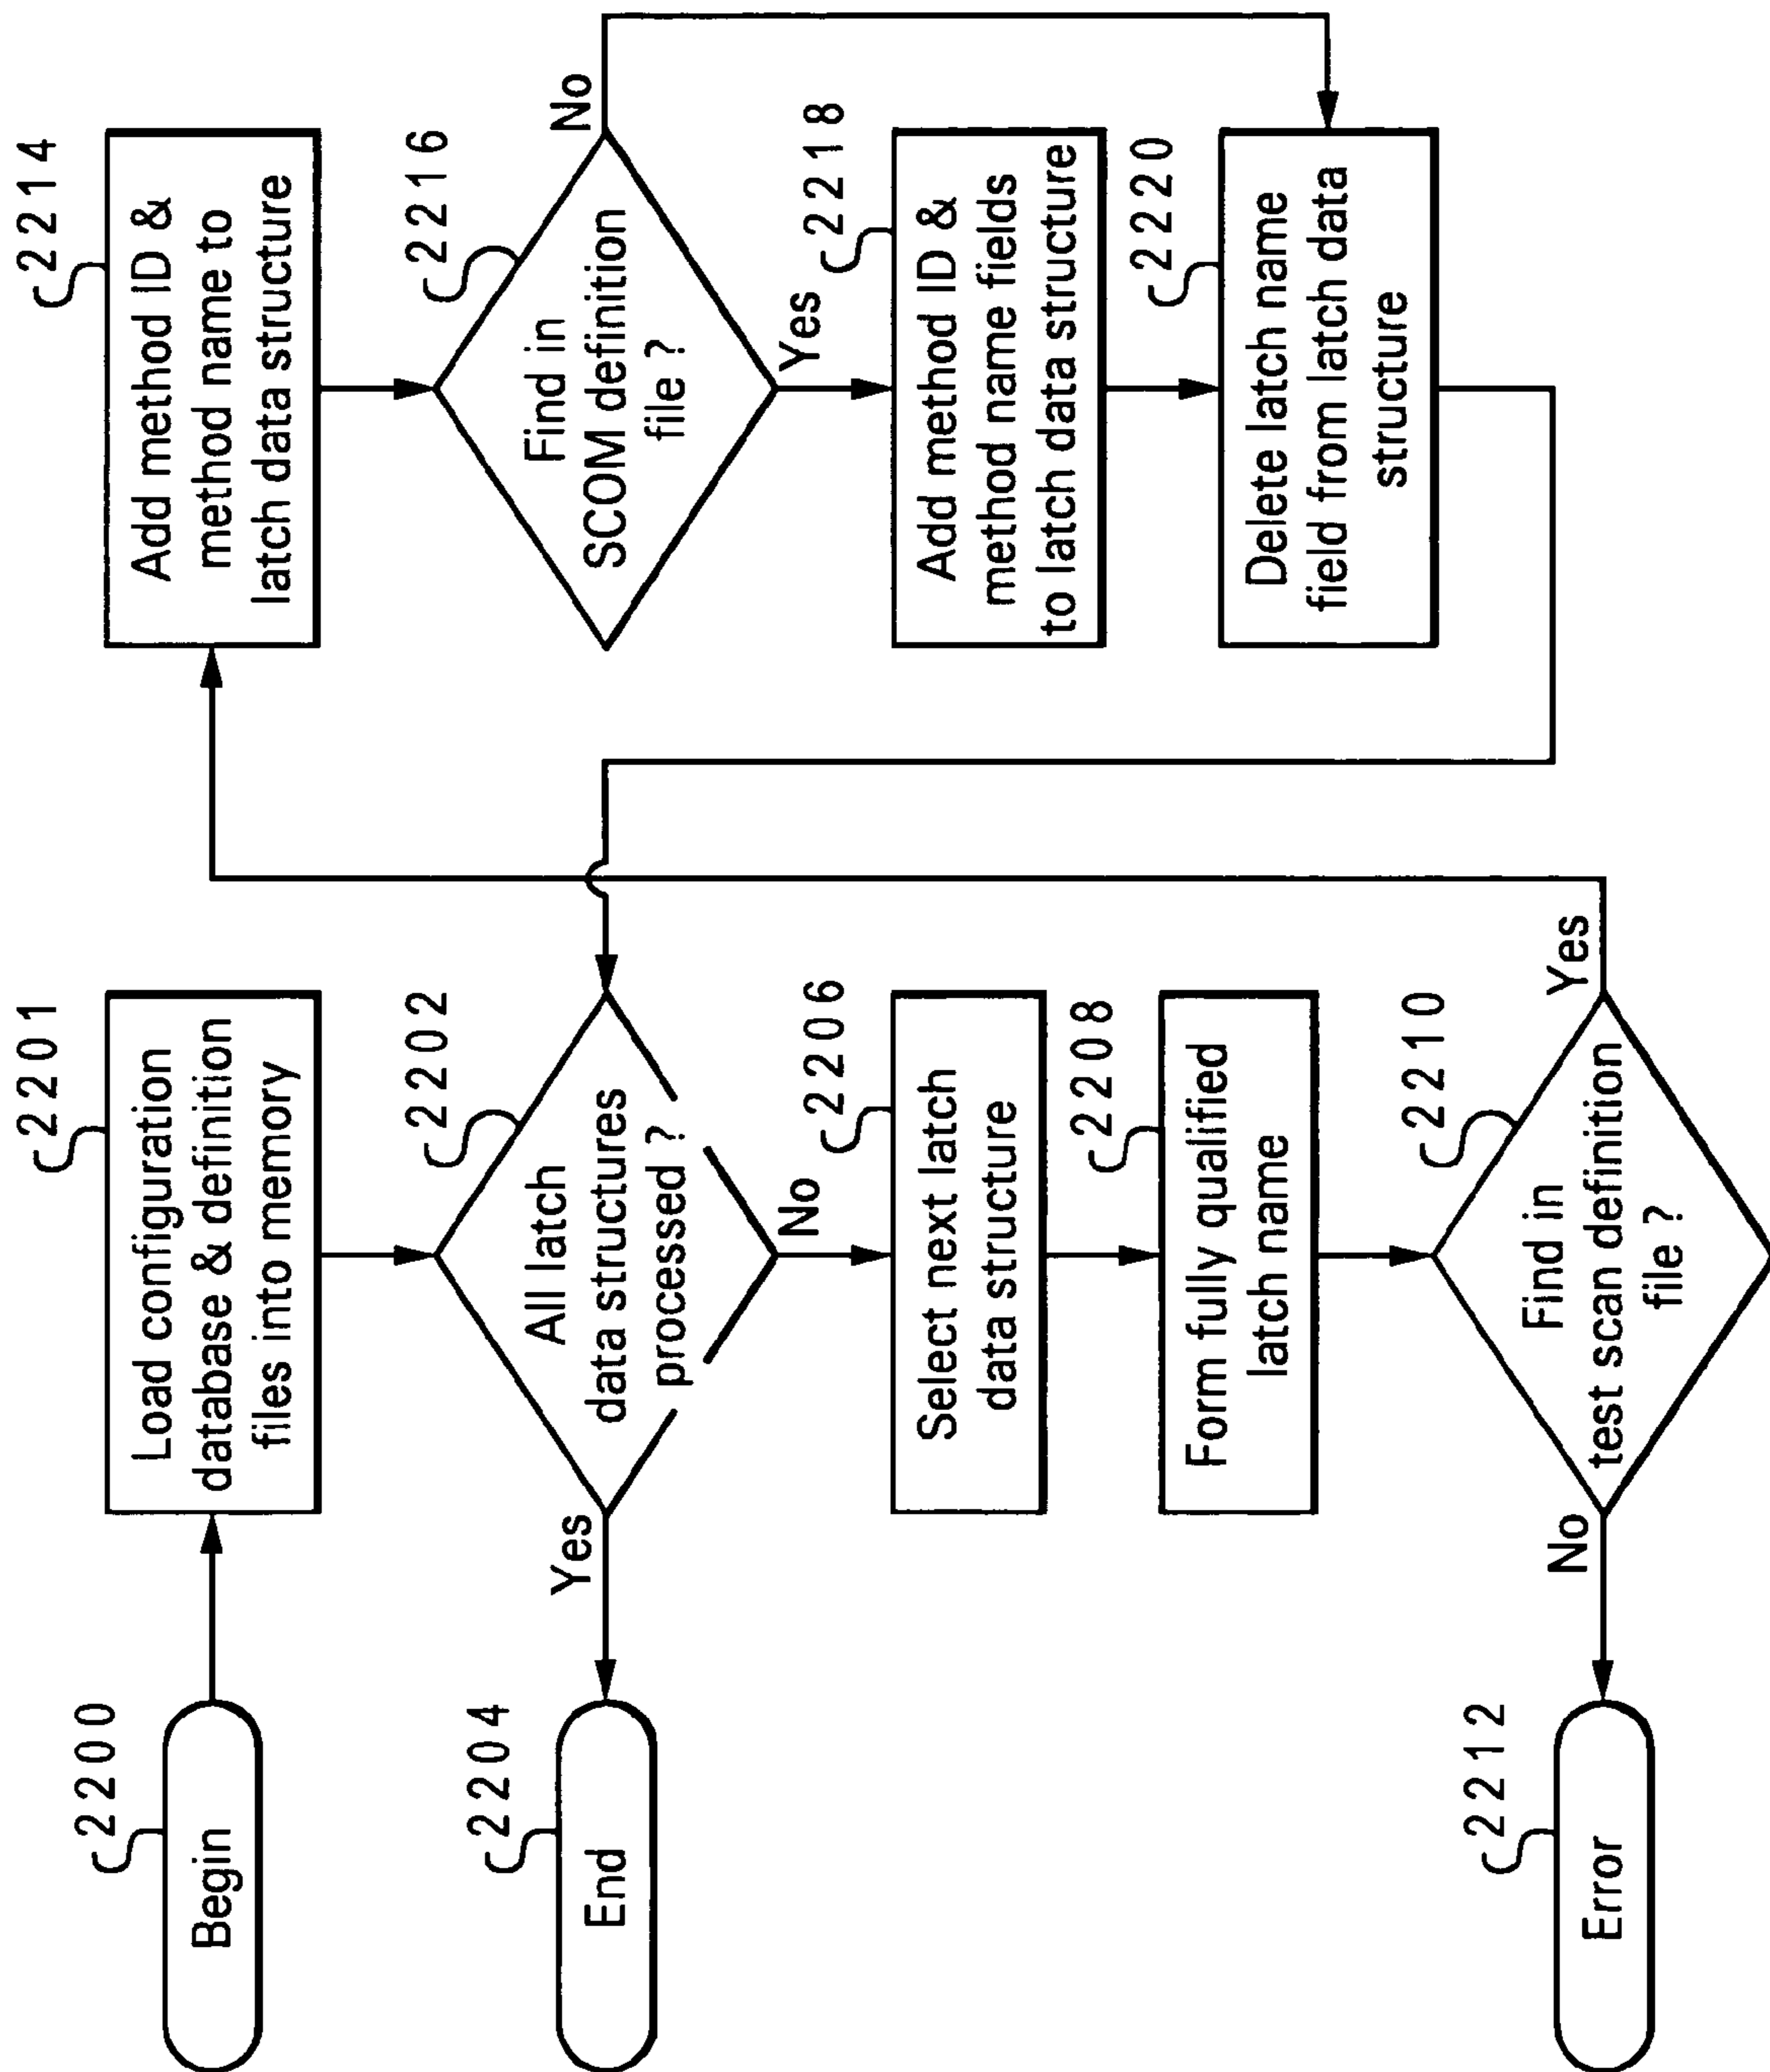 2200
Begin
2201
Load configuration
database & definition
files into memory
2202
All latch
data structures
processed ?
Yes
No
2204
End
2206
Select next latch
data structure
2208
Form fully qualified
latch name
2210
Find in
test scan definition
file ?
No
Yes
2212
Error
2214
Add method ID &
method name to
latch data structure
2216
Find in
SCOM definition
file ?
No
Yes
2218
Add method ID &
method name fields
to latch data structure
2220
Delete latch name
field from latch data
structure